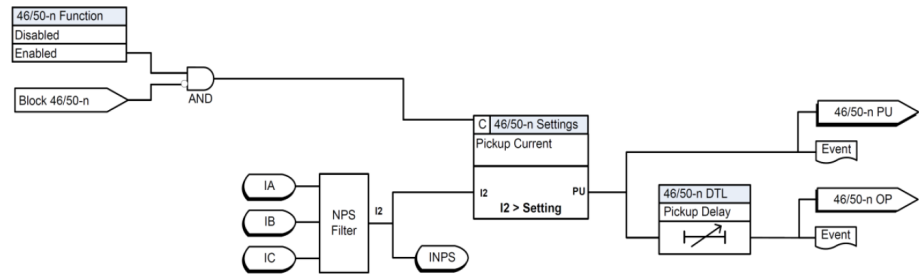 46/50-n Function
Disabled
Enabled
Block 46/50-n
AND
C 46/50-n Settings
Pickup Current
46/50-n PU
Event
IA
IB
IC
NPS
Filter
I2
I2 PU
I2 > Setting
INPS
46/50-n DTL
Pickup Delay
46/50-n OP
Event